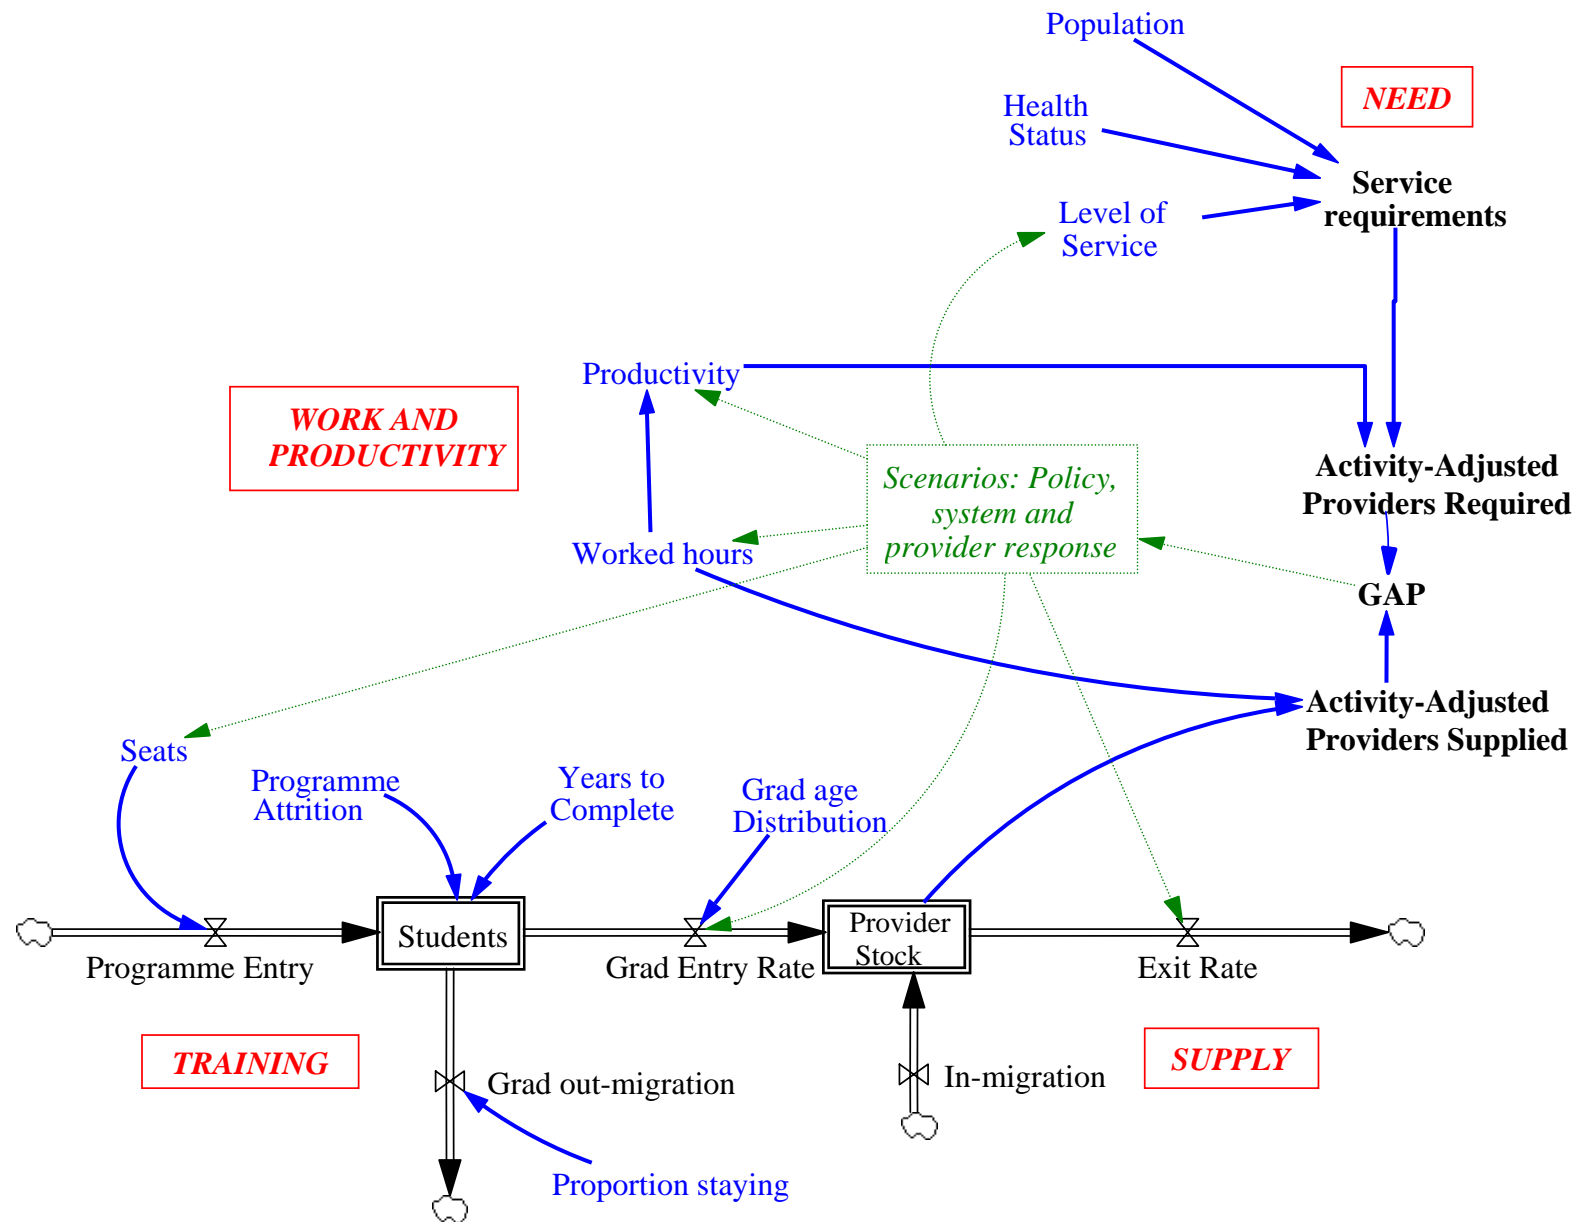 Population
NEED
Health
Status
Service
requirements
Level of
Service
Productivity
WORK AND
PRODUCTIVITY
Scenarios: Policy,
system and
provider response
Activity-Adjusted
Providers Required
Worked hours
GAP
Activity-Adjusted
Providers Supplied
Seats
Programme
Attrition
Years to
Complete
Grad age
Distribution
Students
Provider
Stock
Programme Entry
Grad Entry Rate
Exit Rate
TRAINING
SUPPLY
Grad out-migration
In-migration
Proportion staying